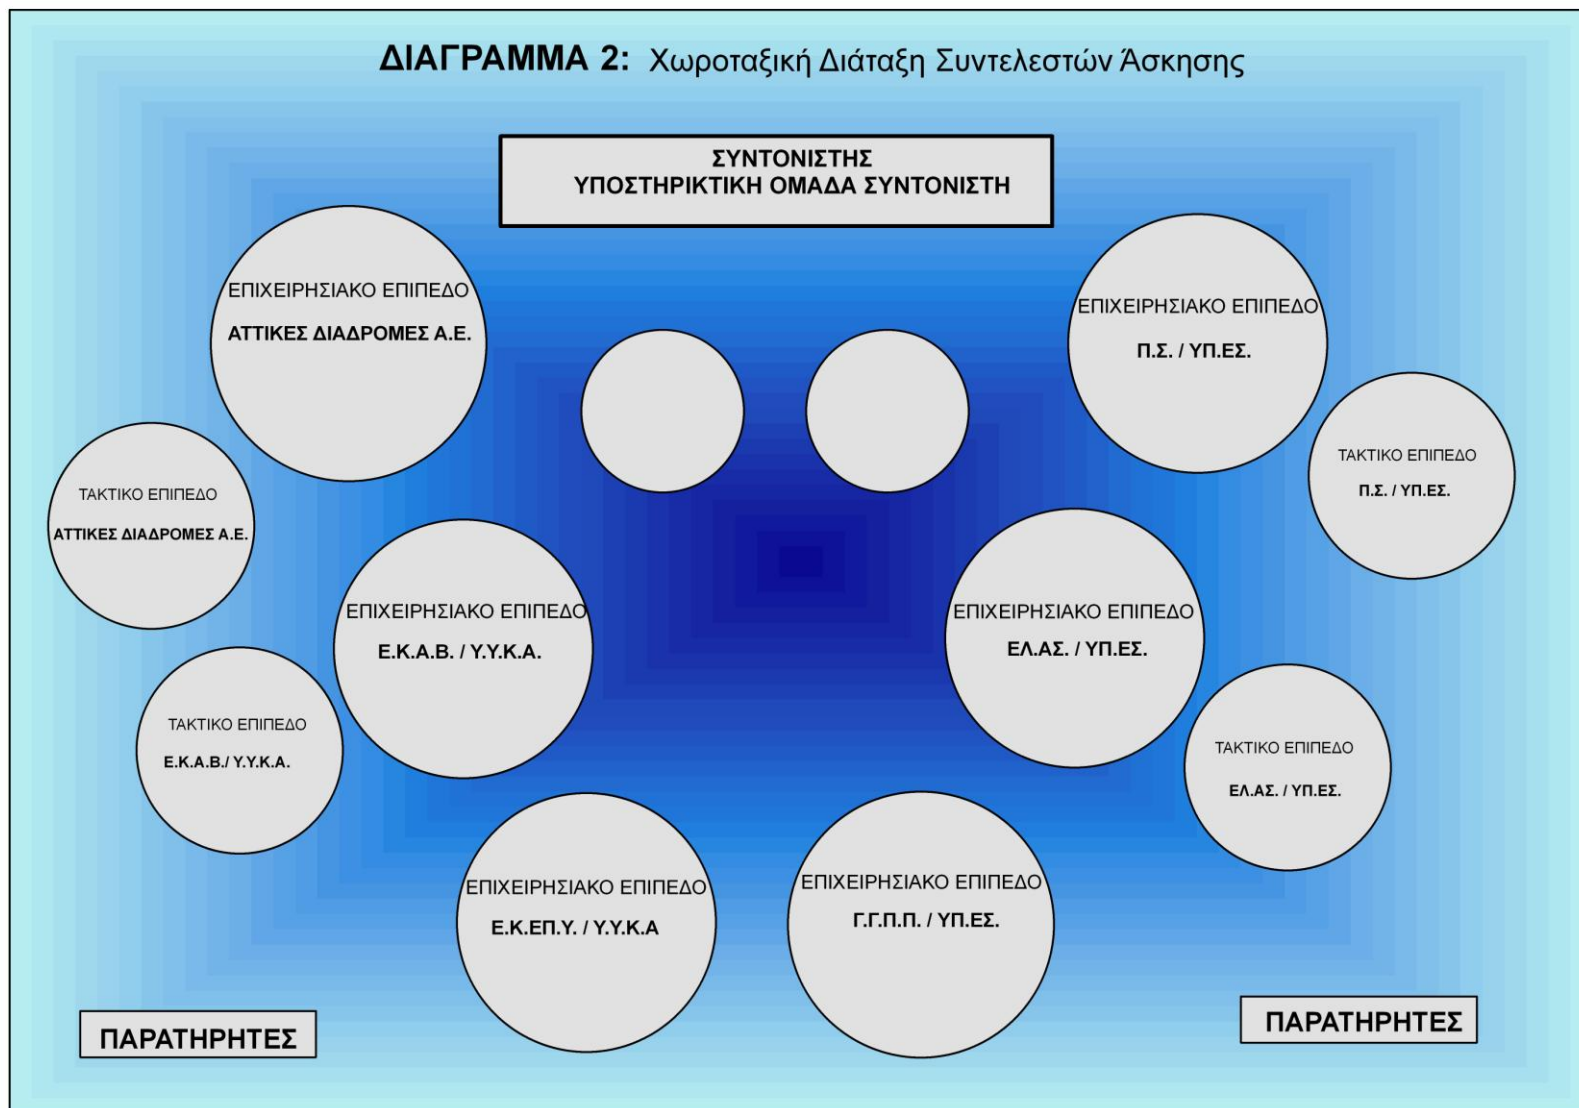 ΔΙΑΓΡΑΜΜΑ 2: Χωροταξική Διάταξη Συντελεστών Άσκησης
ΣΥΝΤΟΝΙΣΤΗΣ
ΥΠΟΣΤΗΡΙΚΤΙΚΗ ΟΜΑΔΑ ΣΥΝΤΟΝΙΣΤΗ
ΕΠΙΧΕΙΡΗΣΙΑΚΟ ΕΠΙΠΕΔΟ
ΑΤΤΙΚΕΣ ΔΙΑΔΡΟΜΕΣ Α.Ε.
ΕΠΙΧΕΙΡΗΣΙΑΚΟ ΕΠΙΠΕΔΟ
Π.Σ. / ΥΠ.ΕΣ.
ΤΑΚΤΙΚΟ ΕΠΙΠΕΔΟ
ΑΤΤΙΚΕΣ ΔΙΑΔΡΟΜΕΣ Α.Ε.
ΤΑΚΤΙΚΟ ΕΠΙΠΕΔΟ
Π.Σ. / ΥΠ.ΕΣ.
ΕΠΙΧΕΙΡΗΣΙΑΚΟ ΕΠΙΠΕΔΟ
Ε.Κ.Α.Β. / Υ.Υ.Κ.Α.
ΕΠΙΧΕΙΡΗΣΙΑΚΟ ΕΠΙΠΕΔΟ
ΕΛ.ΑΣ. / ΥΠ.ΕΣ.
ΤΑΚΤΙΚΟ ΕΠΙΠΕΔΟ
Ε.Κ.Α.Β./ Υ.Υ.Κ.Α.
ΤΑΚΤΙΚΟ ΕΠΙΠΕΔΟ
ΕΛ.ΑΣ. / ΥΠ.ΕΣ.
ΕΠΙΧΕΙΡΗΣΙΑΚΟ ΕΠΙΠΕΔΟ
Ε.Κ.ΕΠ.Υ. / Υ.Υ.Κ.Α
ΕΠΙΧΕΙΡΗΣΙΑΚΟ ΕΠΙΠΕΔΟ
Γ.Γ.Π.Π. / ΥΠ.ΕΣ.
ΠΑΡΑΤΗΡΗΤΕΣ
ΠΑΡΑΤΗΡΗΤΕΣ